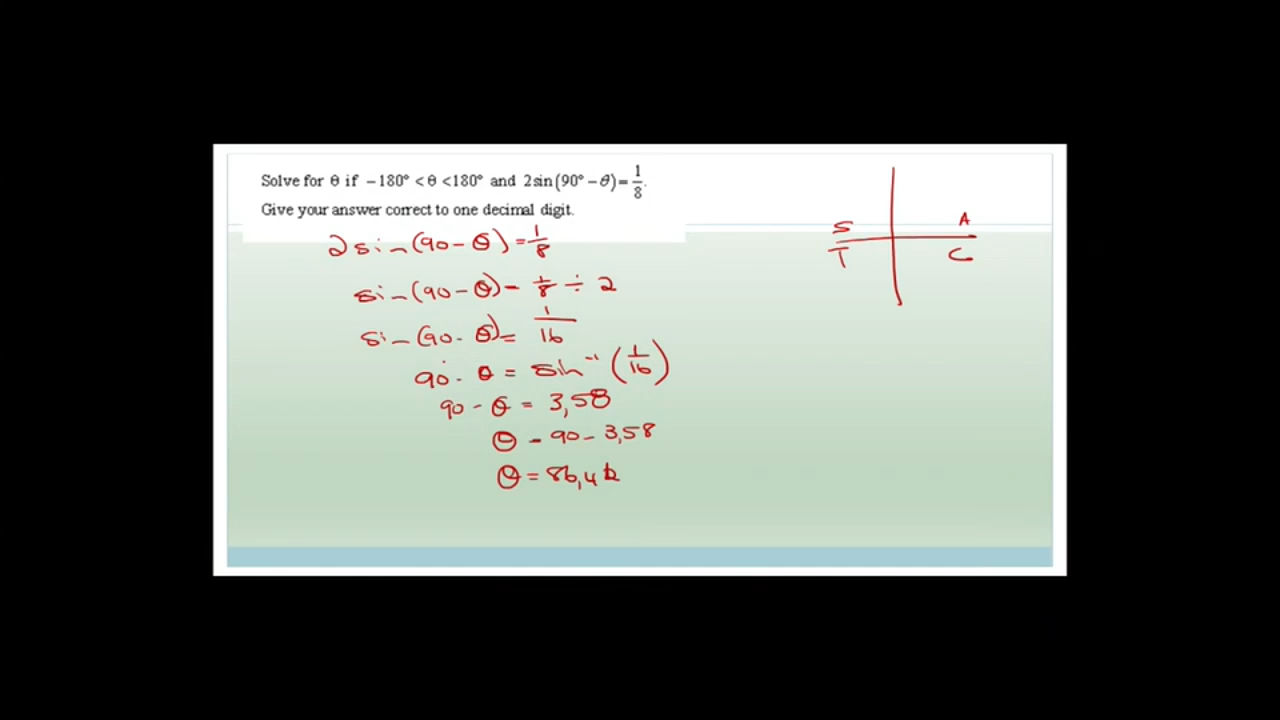 Solve for θ if −180° < θ <180° and 2sin(90° − θ)= 1/8.
Give your answer correct to one decimal digit.
2sin(90 − θ) = 1/8
sin(90 − θ) = 1/8 ÷ 2
sin(90 − θ) = 1/16
90 − θ = sin⁻¹ (1/16)
90 − θ = 3,58
θ = 90 − 3,58
θ = 86,42
S A
T C